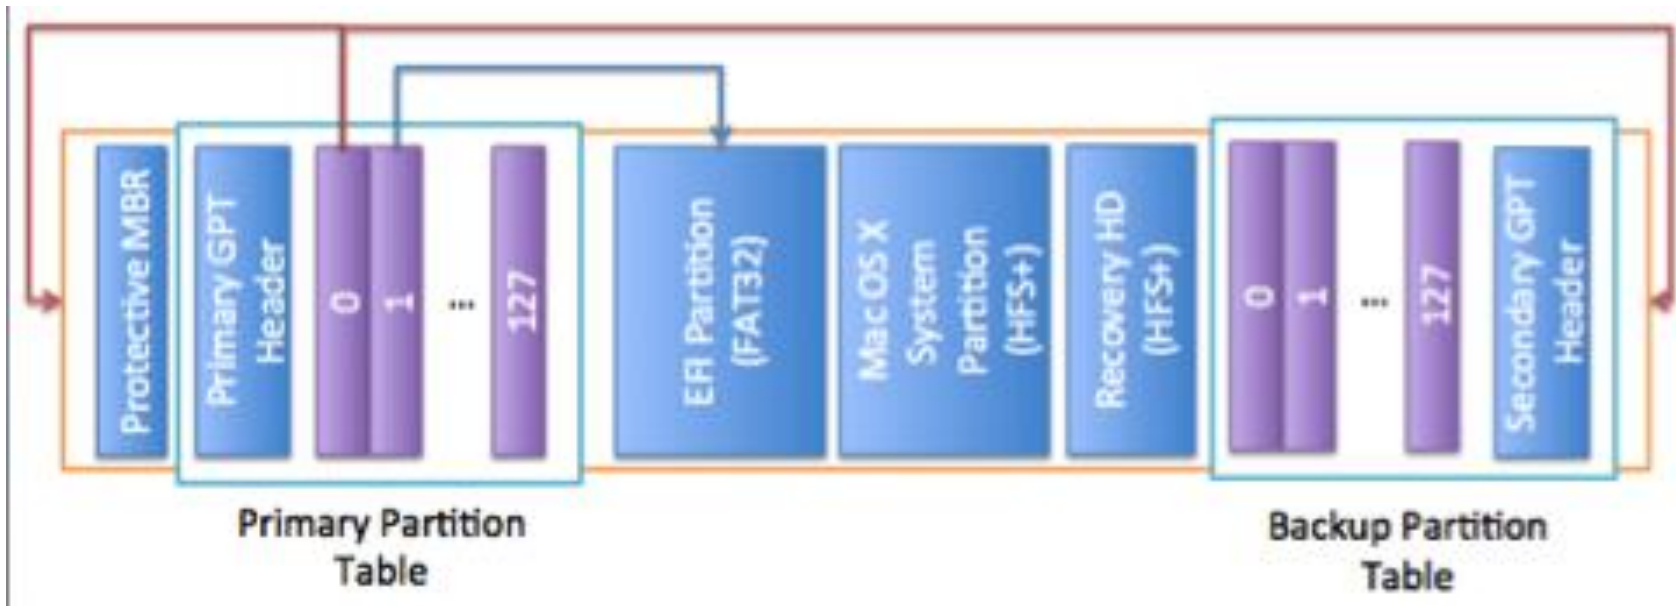 Protective MBR
Primary GPT
Header
0
1
...
127
EFI Partition
(FAT32)
Mac OS X
System
Partition
(HFS+)
Recovery HD
(HFS+)
0
1
...
127
Secondary GPT
Header
Primary Partition
Table
Backup Partition
Table